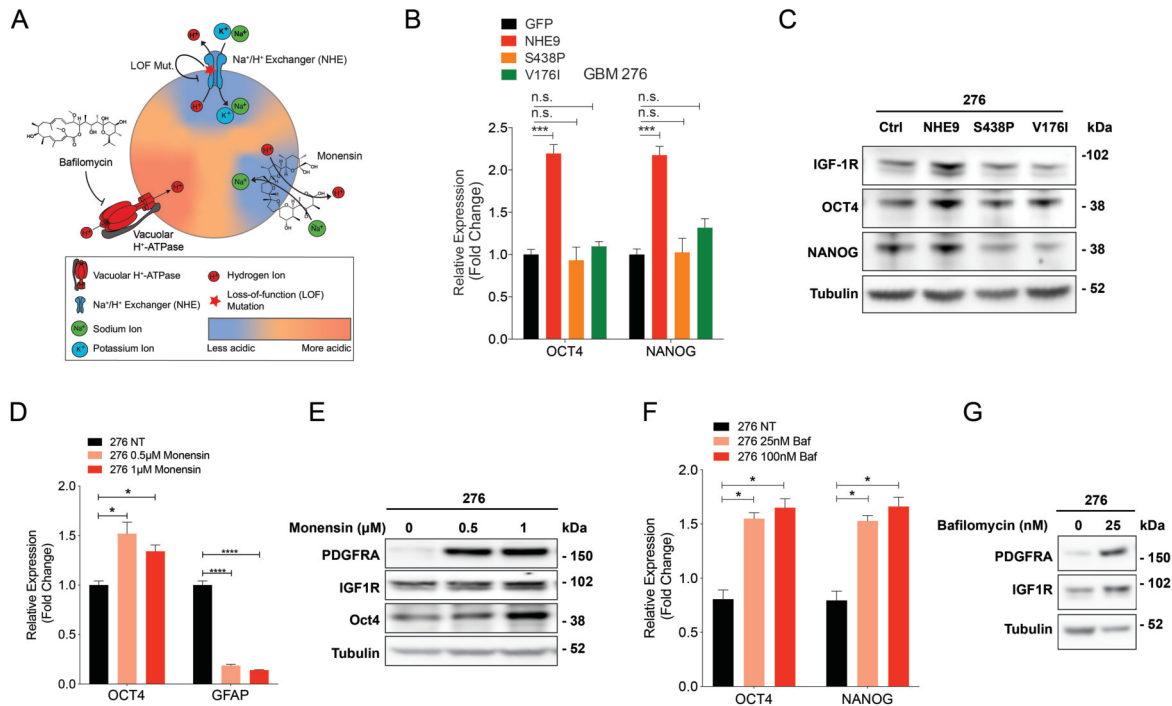 A
H⁺
K⁺
Na⁺
Na⁺/H⁺ Exchanger (NHE)
LOF Mut.
H⁺
K⁺
Na⁺
Bafilomycin
H⁺
Monensin
Na⁺
H⁺
H⁺
H⁺
Na⁺
Vacuolar
H⁺-ATPase
Vacuolar H⁺-ATPase
Na⁺/H⁺ Exchanger (NHE)
Na⁺ Sodium Ion
K⁺ Potassium Ion
H⁺ Hydrogen Ion
Loss-of-function (LOF)
Mutation
Less acidic More acidic
B
GFP
NHE9
S438P
V176I
GBM 276
n.s. n.s.
n.s. n.s.
*** ***
Relative Expresssion
(Fold Change)
2.5
2.0
1.5
1.0
0.5
0.0
OCT4 NANOG
C
276
Ctrl NHE9 S438P V176I kDa
IGF-1R -102
OCT4 - 38
NANOG - 38
Tubulin - 52
D
276 NT
276 0.5µM Monensin
276 1µM Monensin
Relative Expression
(Fold Change)
2.0
1.5
1.0
0.5
0.0
*
*
****
****
OCT4 GFAP
E
276
Monensin (µM) 0 0.5 1 kDa
PDGFRA - 150
IGF1R - 102
Oct4 - 38
Tubulin - 52
F
276 NT
276 25nM Baf
276 100nM Baf
Relative Expression
(Fold Change)
2.0
1.5
1.0
0.5
0.0
* *
* *
OCT4 NANOG
G
276
Bafilomycin (nM) 0 25 kDa
PDGFRA - 150
IGF1R - 102
Tubulin - 52